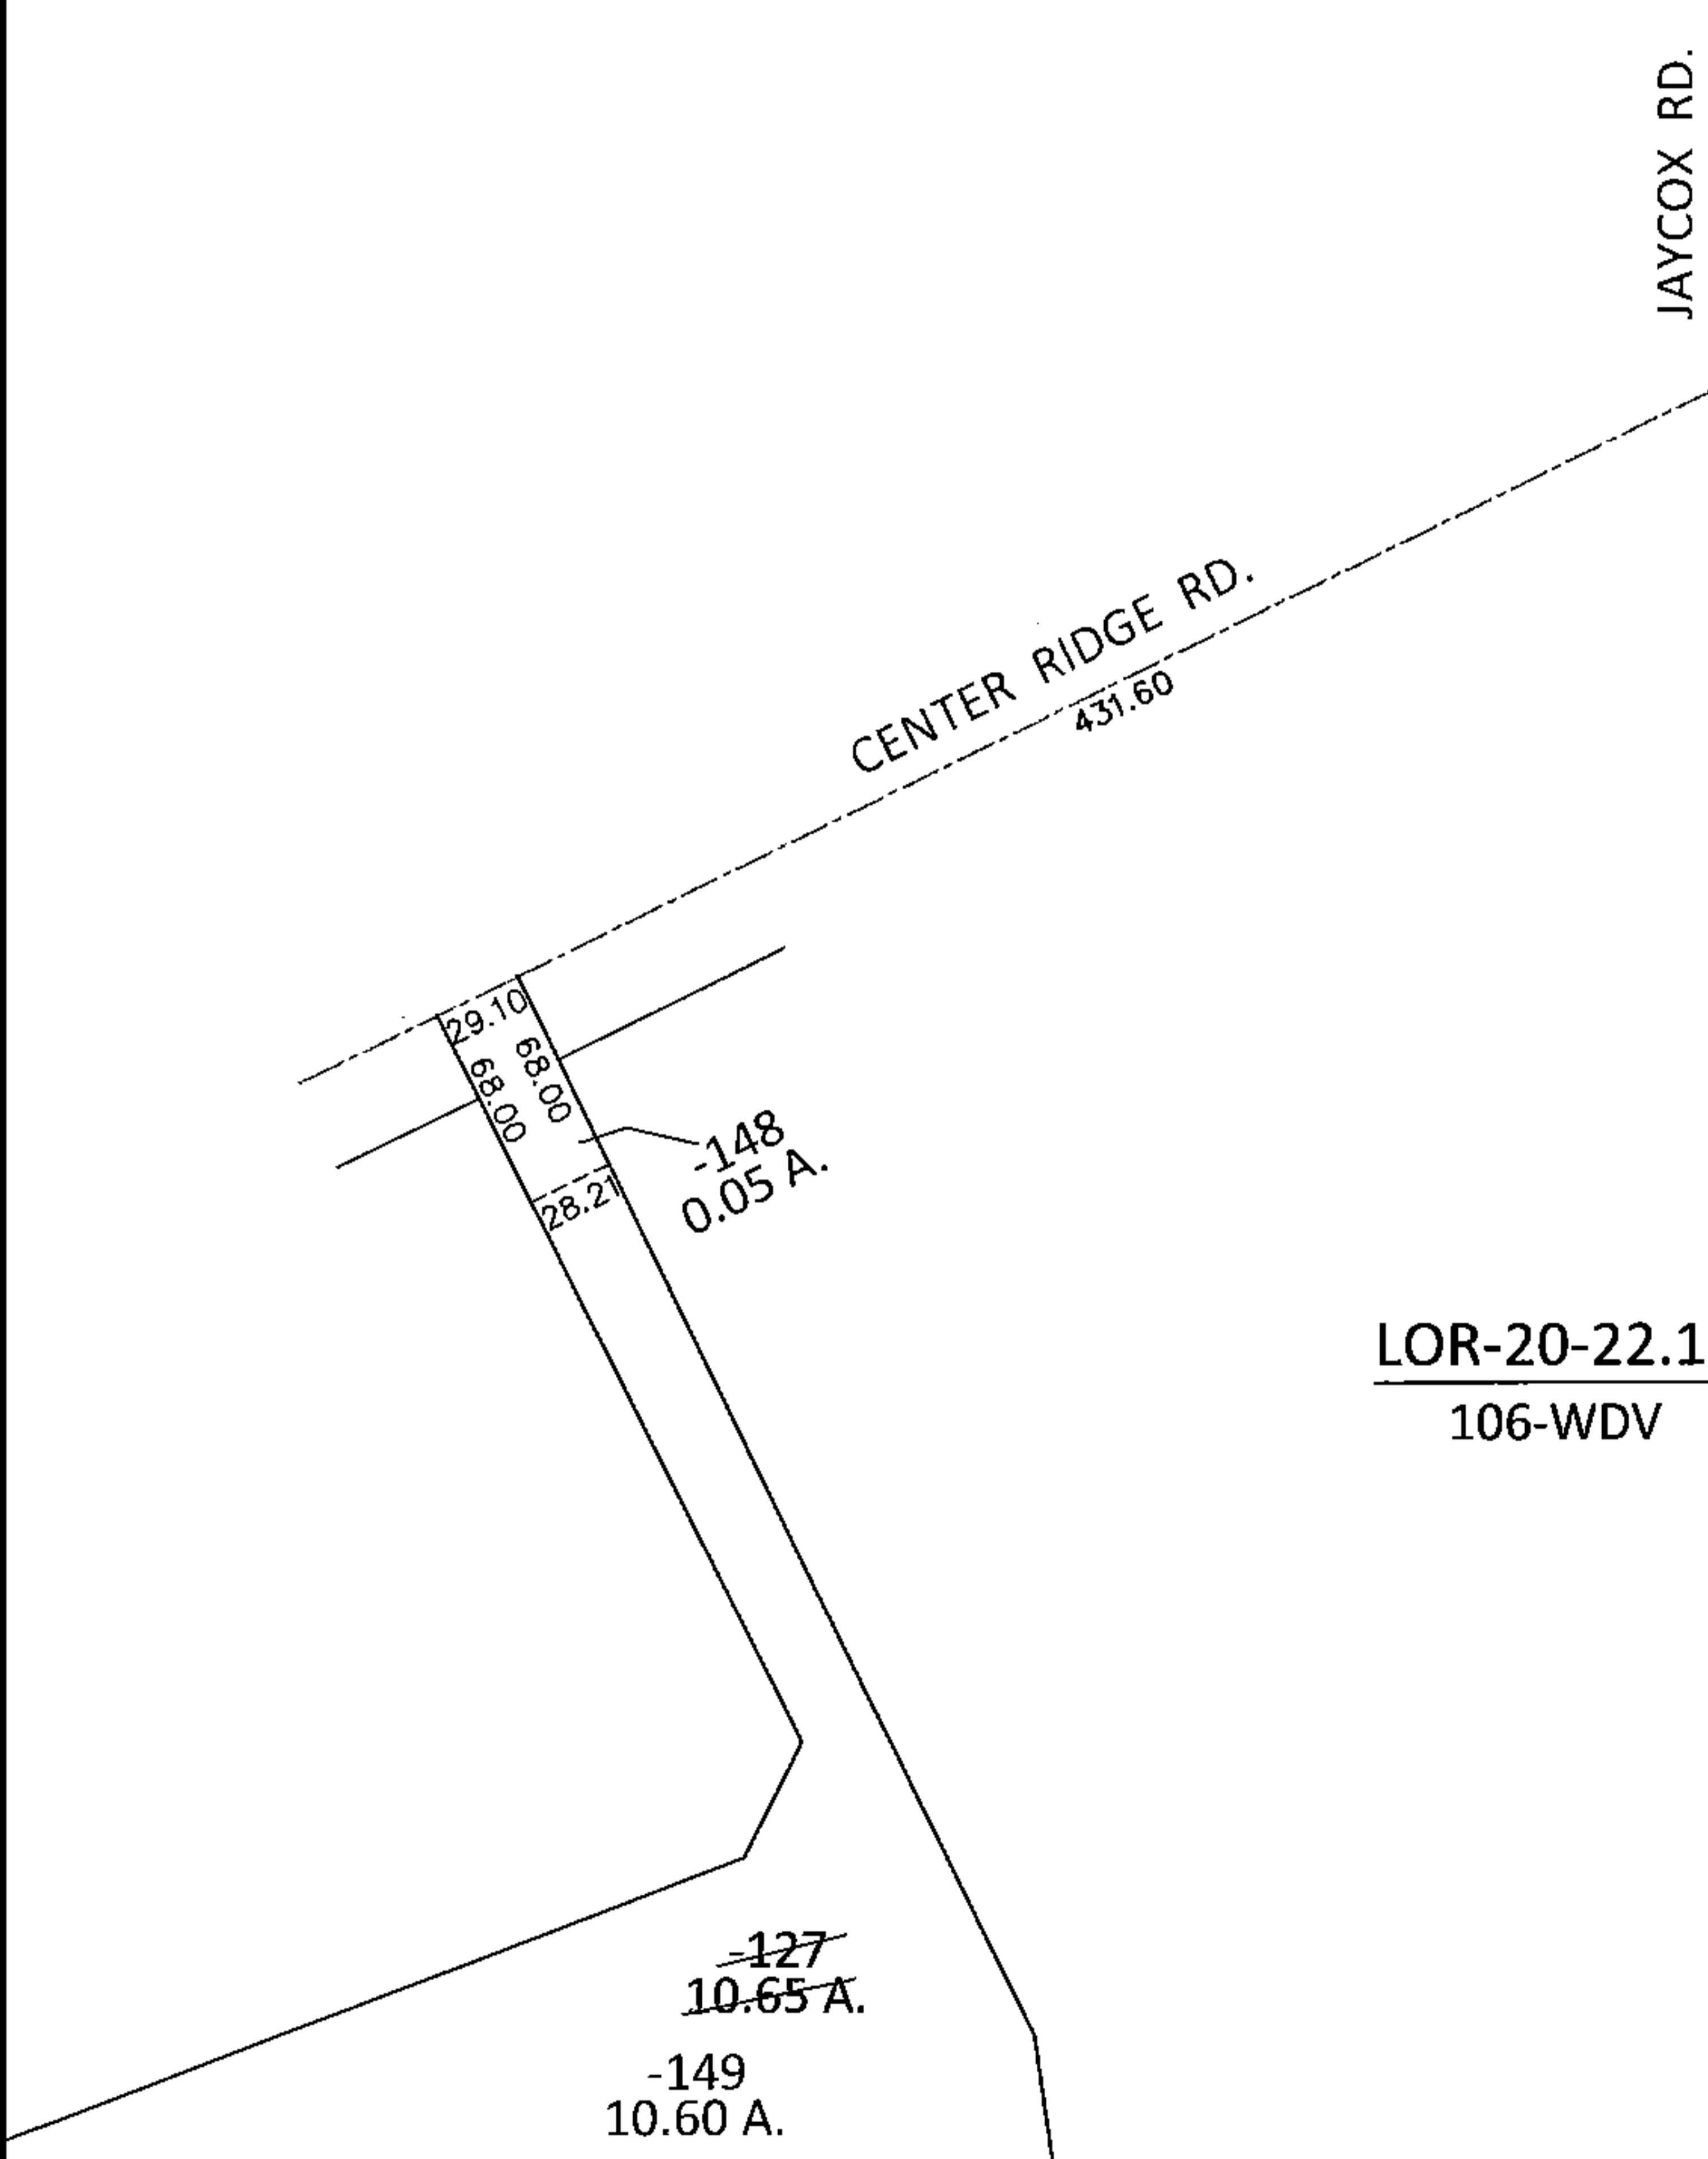 JAYCOX RD.
CENTER RIDGE RD.
431.60
29.10
68.00
68.00
-148
0.05 A.
28.21
LOR-20-22.1
106-WDV
-127
10.65 A.
-149
10.60 A.